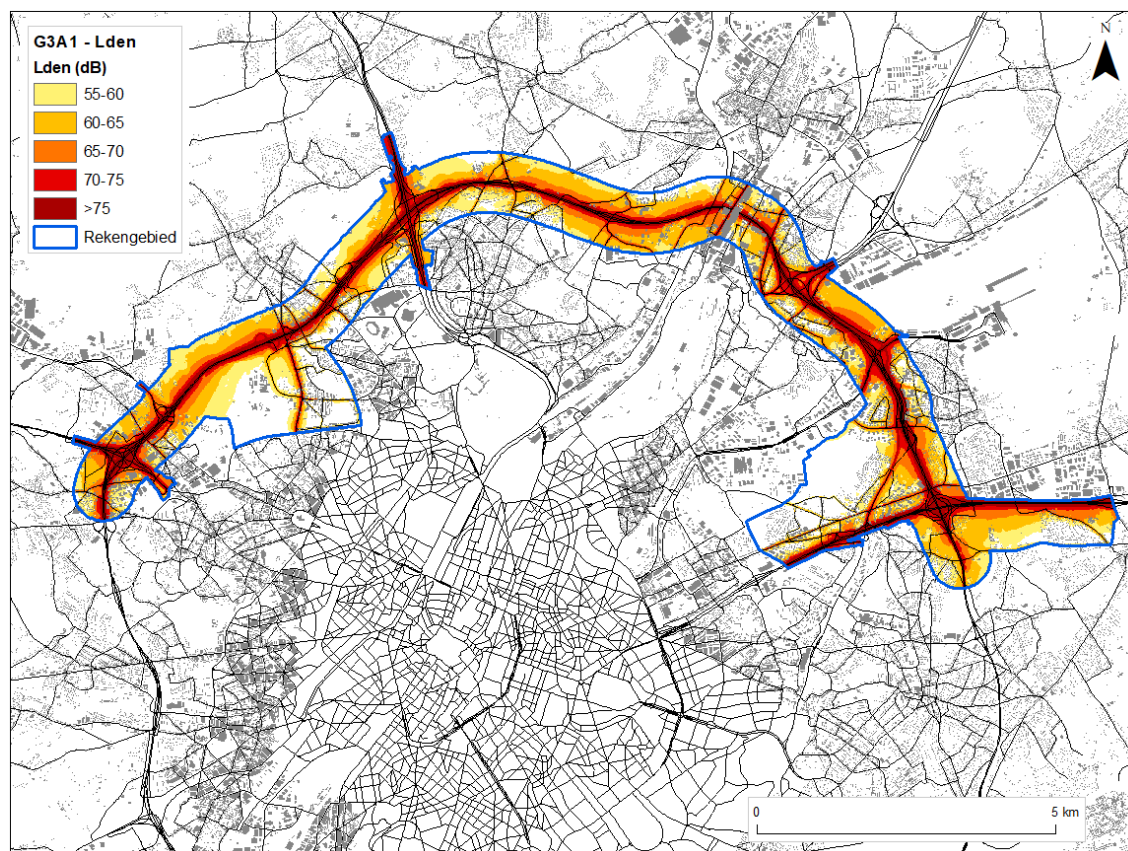 G3A1 - Lden
Lden (dB)
55-60
60-65
65-70
70-75
>75
Rekengebied
N
0
5 km